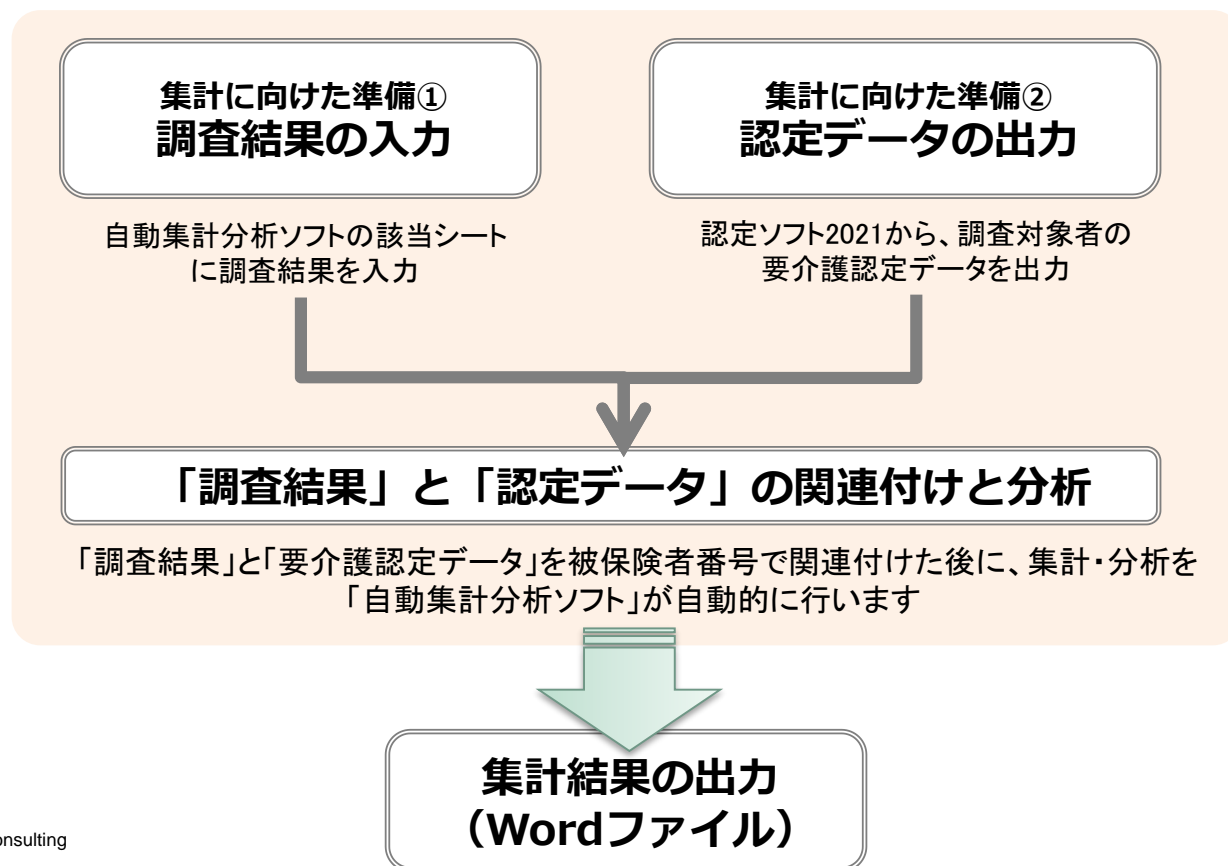 集計に向けた準備①
調査結果の入力
自動集計分析ソフトの該当シート
に調査結果を入力
集計に向けた準備②
認定データの出力
認定ソフト2021から、調査対象者の
要介護認定データを出力
「調査結果」と「認定データ」の関連付けと分析
「調査結果」と「要介護認定データ」を被保険者番号で関連付けた後に、集計・分析を
「自動集計分析ソフト」が自動的に行います
集計結果の出力
（Wordファイル）
onsulting